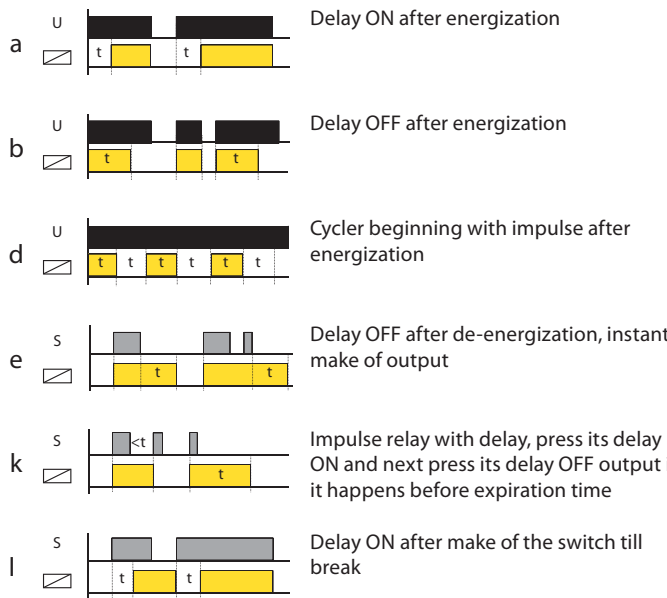 U
Delay ON after energization
a
t t
U
Delay OFF after energization
b
t t
U
Cycler beginning with impulse after
energization
d
t t t t t t
S
Delay OFF after de-energization, instant
make of output
e
t t
S
Impulse relay with delay, press its delay
<t
k
ON and next press its delay OFF output
t
it happens before expiration time
S
Delay ON after make of the switch till
break
l
t t